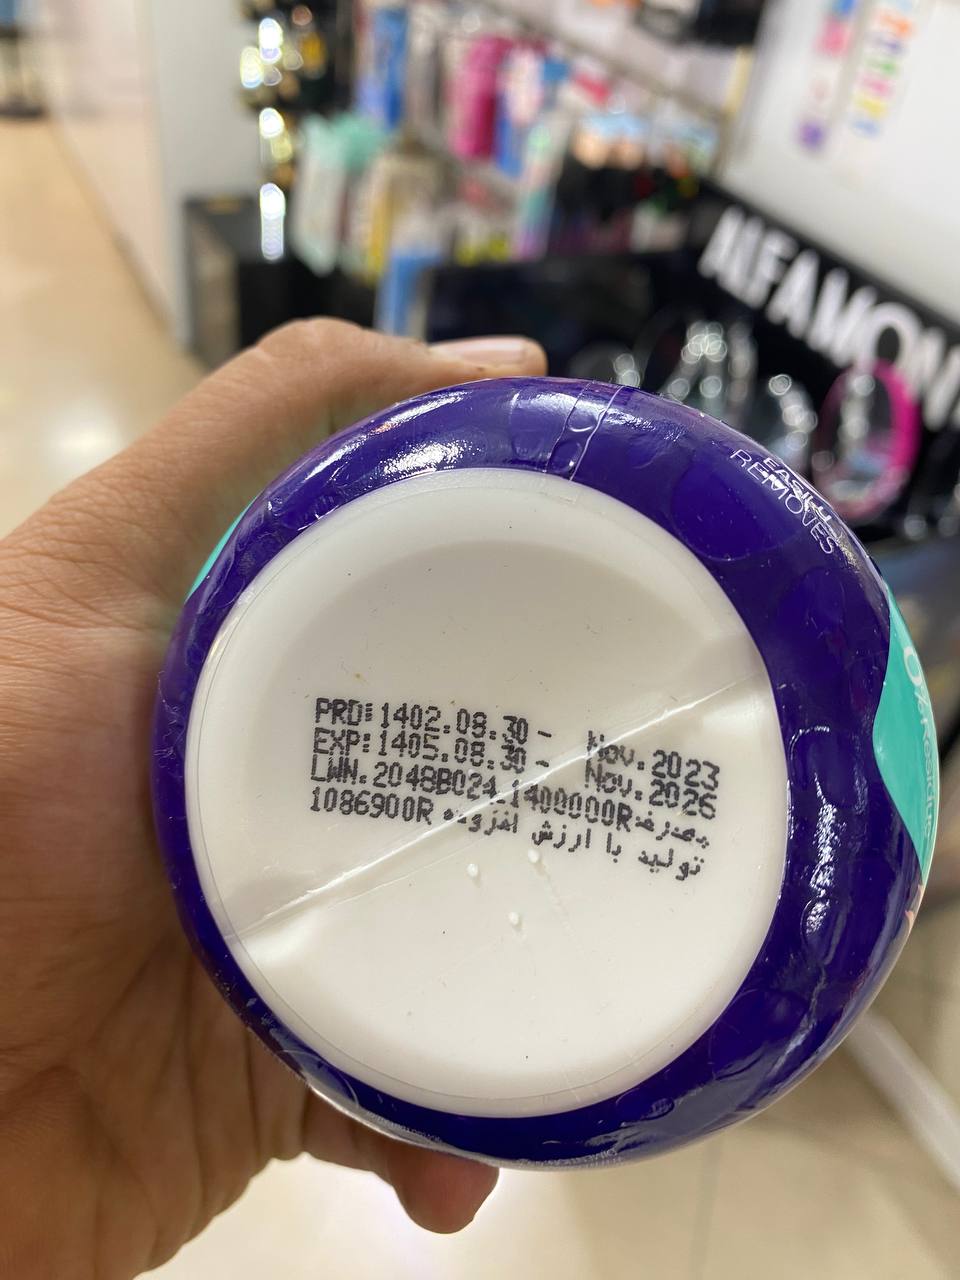 ALFAMON
EASILY
REMOVES
PRD:1402.08.30 - Nov.2023
EXP:1405.08.30 - Nov.2026
LWN.2048B024.1400000R مصرف
1086900R تولید با ارزش افزوده